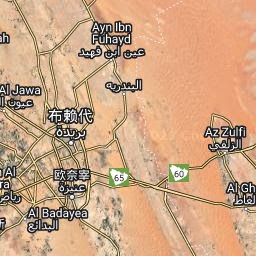 Ayn Ibn
Fuhayd
عين ابن فهيد
البندريه
Al Jawa
عيون ال
布赖代
بريدة
Az Zulfi
الزلفي
欧奈宰
عنيزة
65
60
Al Badayea
البدائع
Al Gh